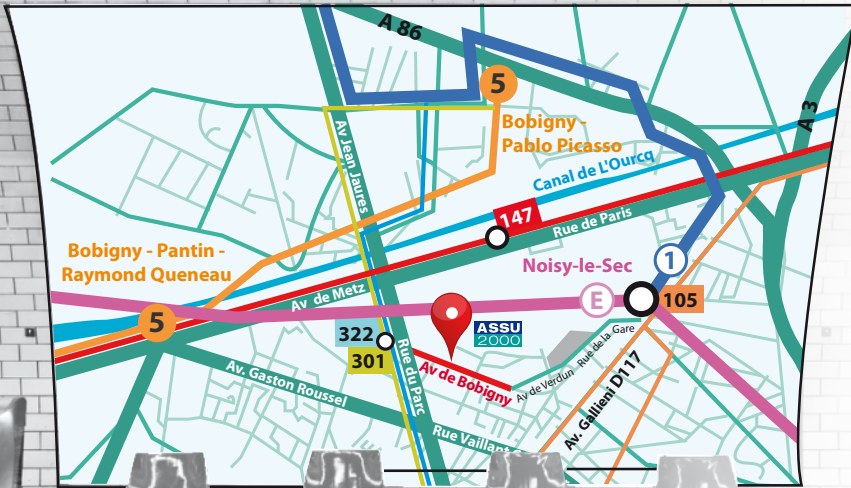 A 86
A 3
5
Bobigny -
Pablo Picasso
Av Jean Jaures
Canal de L'Ourcq
147
Rue de Paris
Bobigny - Pantin -
Raymond Queneau
Noisy-le-Sec
1
Av de Metz
E
105
5
322
301
ASSU
2000
Rue du Parc
Av de Bobigny
Av de Verdun
Rue de la Gare
Av. Gaston Roussel
Av. Gallieni D117
Rue Vaillant